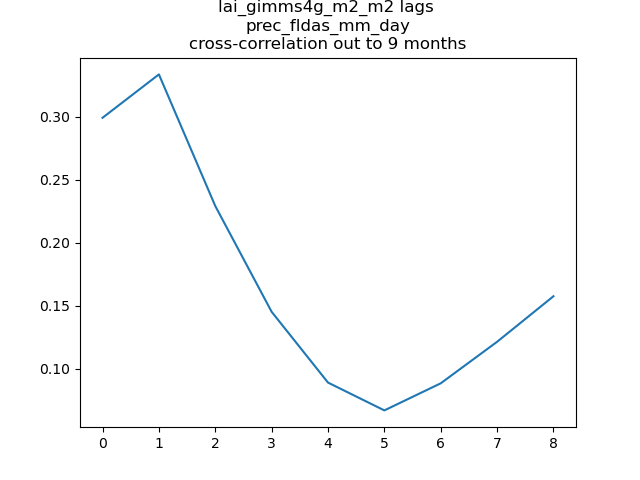 lai_gimms4g_m2_m2 lags
prec_fldas_mm_day
cross-correlation out to 9 months
0.30
0.25
0.20
0.15
0.10
0 1 2 3 4 5 6 7 8